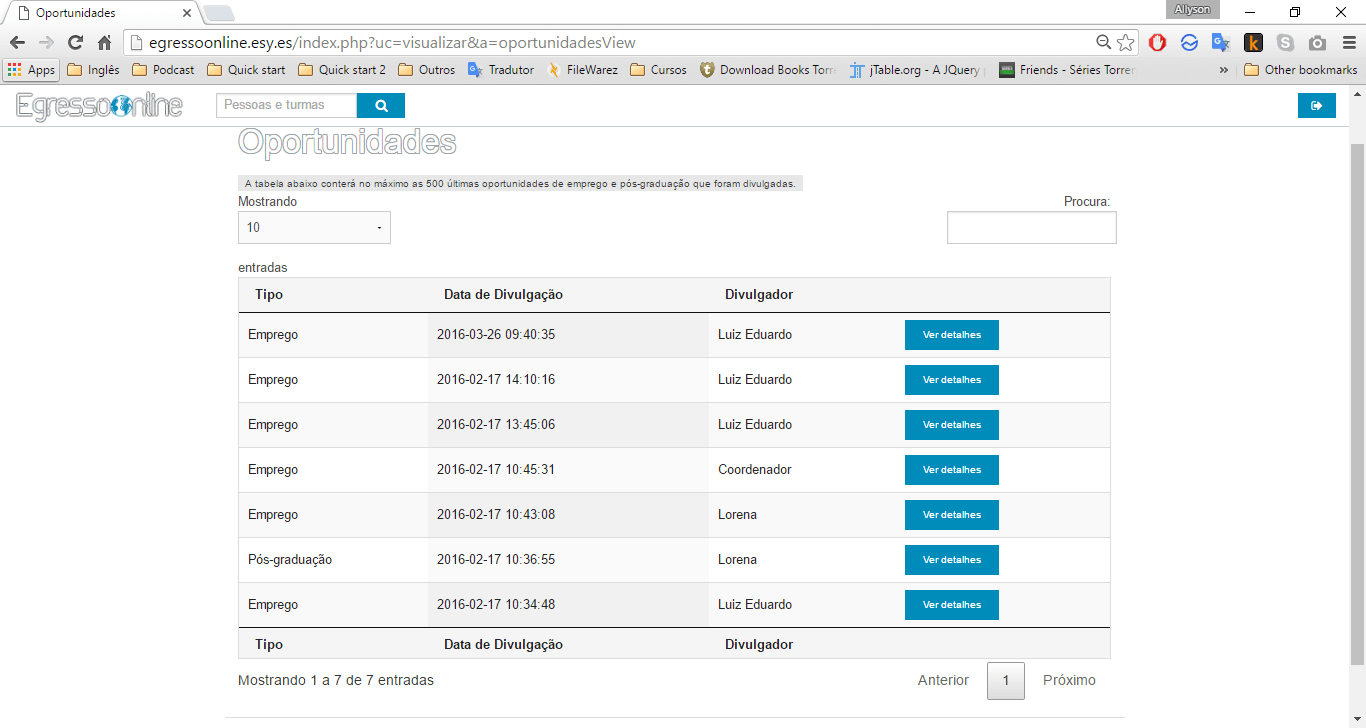 Oportunidades
Allyson
egressoonline.esy.es/index.php?uc=visualizar&a=oportunidadesView
Apps Inglês Podcast Quick start Quick start 2 Outros Tradutor FileWarez Cursos Download Books Torr jTable.org - A JQuery Friends - Séries Torrer » Other bookmarks
EgressoOnline Pessoas e turmas
Oportunidades
A tabela abaixo conterá no máximo as 500 últimas oportunidades de emprego e pós-graduação que foram divulgadas.
Mostrando Procura:
10
entradas
Tipo Data de Divulgação Divulgador
Emprego 2016-03-26 09:40:35 Luiz Eduardo Ver detalhes
Emprego 2016-02-17 14:10:16 Luiz Eduardo Ver detalhes
Emprego 2016-02-17 13:45:06 Luiz Eduardo Ver detalhes
Emprego 2016-02-17 10:45:31 Coordenador Ver detalhes
Emprego 2016-02-17 10:43:08 Lorena Ver detalhes
Pós-graduação 2016-02-17 10:36:55 Lorena Ver detalhes
Emprego 2016-02-17 10:34:48 Luiz Eduardo Ver detalhes
Tipo Data de Divulgação Divulgador
Mostrando 1 a 7 de 7 entradas Anterior 1 Próximo